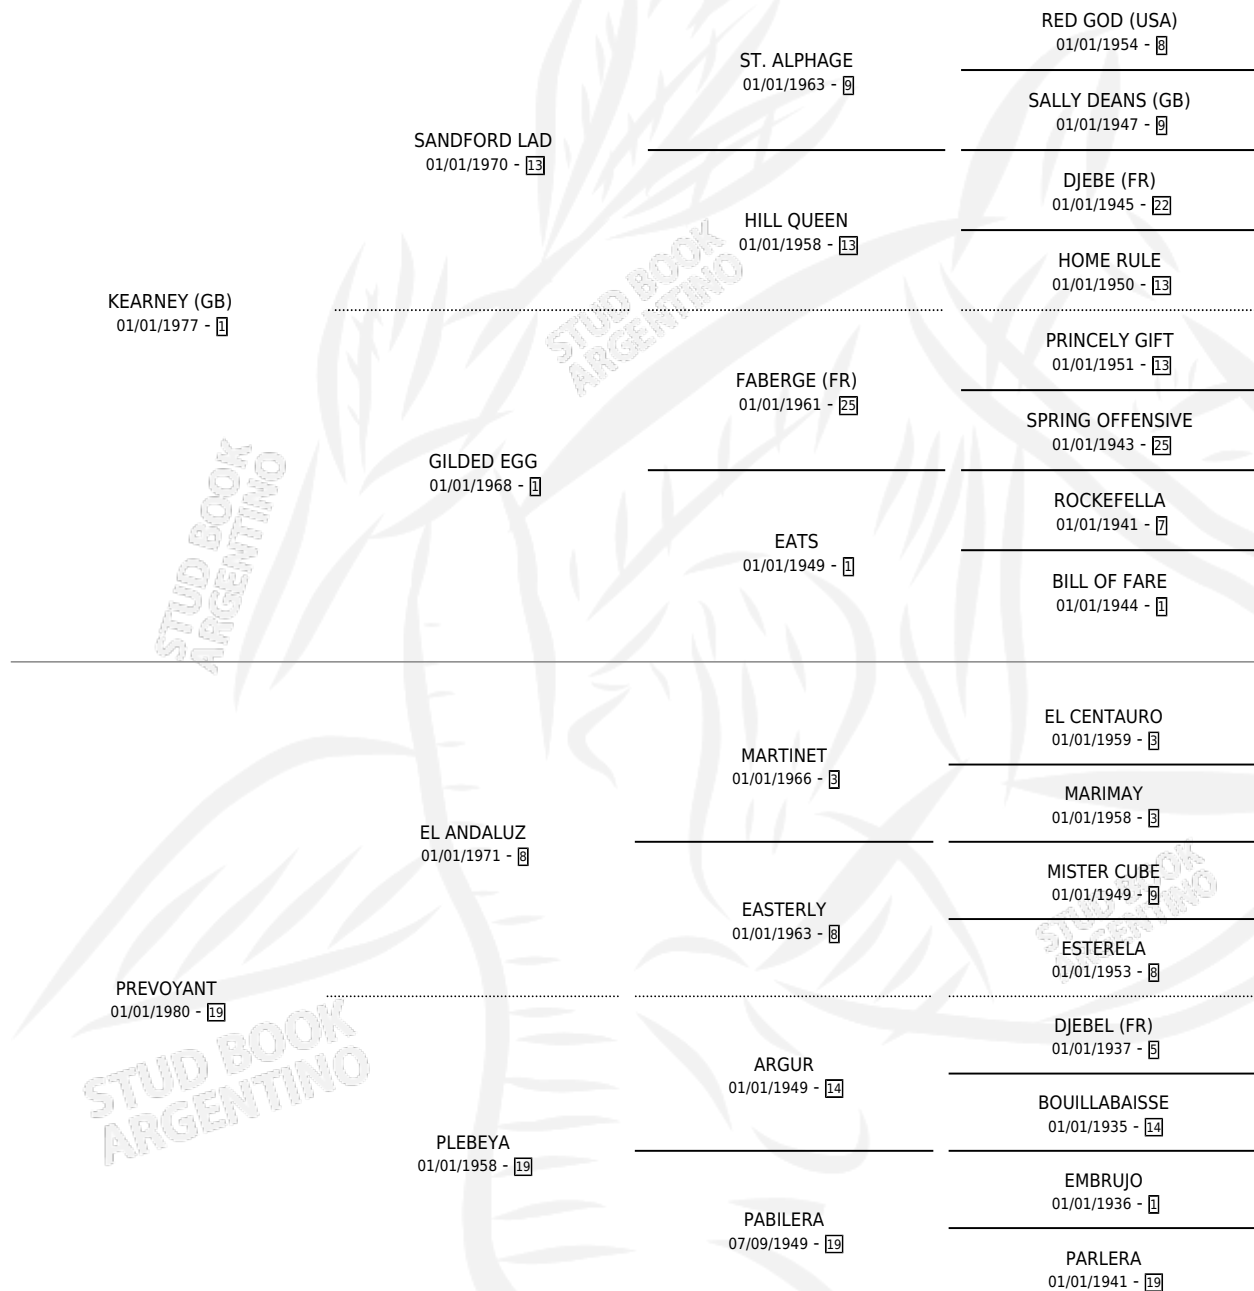 RED GOD (USA)
01/01/1954 - 8
ST. ALPHAGE
01/01/1963 - 9
SALLY DEANS (GB)
01/01/1947 - 9
SANDFORD LAD
01/01/1970 - 13
DJEBE (FR)
01/01/1945 - 22
HILL QUEEN
01/01/1958 - 13
HOME RULE
01/01/1950 - 13
KEARNEY (GB)
01/01/1977 - 1
STUD BOOK
ARGENTINO
PRINCELY GIFT
01/01/1951 - 13
FABERGE (FR)
01/01/1961 - 25
SPRING OFFENSIVE
01/01/1943 - 25
GILDED EGG
01/01/1968 - 1
ROCKEFELLA
01/01/1941 - 7
EATS
01/01/1949 - 1
BILL OF FARE
01/01/1944 - 1
STUD BOOK
ARGENTINO
EL CENTAURO
01/01/1959 - 3
MARTINET
01/01/1966 - 3
MARIMAY
01/01/1958 - 3
EL ANDALUZ
01/01/1971 - 8
MISTER CUBE
01/01/1949 - 9
EASTERLY
01/01/1963 - 8
STUD BOOK
ARGENTINO
ESTERELA
01/01/1953 - 8
PREVOYANT
01/01/1980 - 19
DJEBEL (FR)
01/01/1937 - 5
ARGUR
01/01/1949 - 14
STUD BOOK
ARGENTINO
BOUILLABAISSE
01/01/1935 - 14
PLEBEYA
01/01/1958 - 19
EMBRUJO
01/01/1936 - 1
PABILERA
07/09/1949 - 19
PARLERA
01/01/1941 - 19